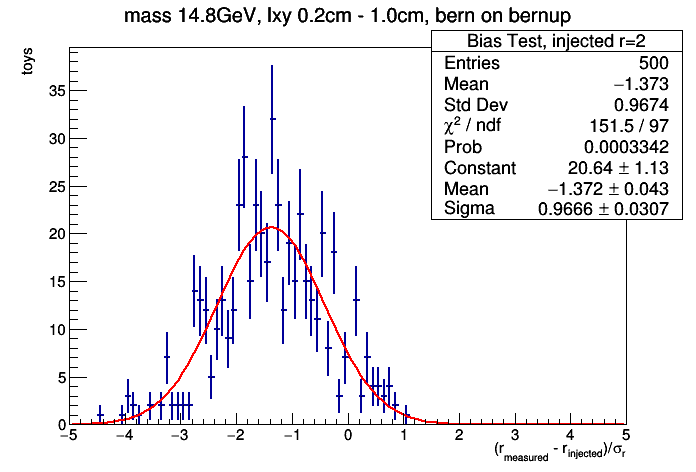 mass 14.8GeV, lxy 0.2cm - 1.0cm, bern on bernup
Bias Test, injected r=2
Entries 500
Mean −1.373
Std Dev 0.9674
χ² / ndf 151.5 / 97
Prob 0.0003342
Constant 20.64 ± 1.13
Mean −1.372 ± 0.043
Sigma 0.9666 ± 0.0307
toys
35
30
25
20
15
10
5
0
−5 −4 −3 −2 −1 0 1 2 3 4 5
(r_measured - r_injected)/σ_r